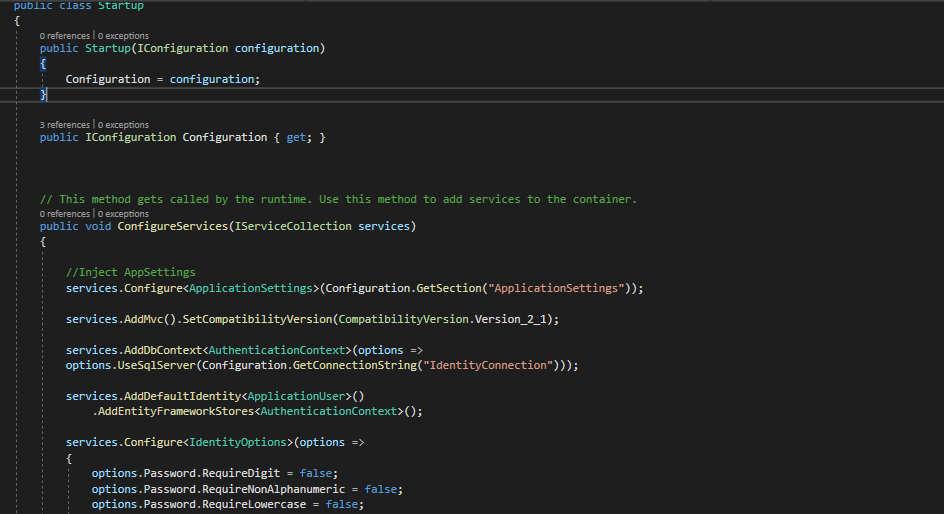 public class Startup
{
0 references | 0 exceptions
public Startup(IConfiguration configuration)
{
Configuration = configuration;
}
3 references | 0 exceptions
public IConfiguration Configuration { get; }
// This method gets called by the runtime. Use this method to add services to the container.
0 references | 0 exceptions
public void ConfigureServices(IServiceCollection services)
{
//Inject AppSettings
services.Configure<ApplicationSettings>(Configuration.GetSection("ApplicationSettings"));
services.AddMvc().SetCompatibilityVersion(CompatibilityVersion.Version_2_1);
services.AddDbContext<AuthenticationContext>(options =>
options.UseSqlServer(Configuration.GetConnectionString("IdentityConnection")));
services.AddDefaultIdentity<ApplicationUser>()
.AddEntityFrameworkStores<AuthenticationContext>();
services.Configure<IdentityOptions>(options =>
{
options.Password.RequireDigit = false;
options.Password.RequireNonAlphanumeric = false;
options.Password.RequireLowercase = false;